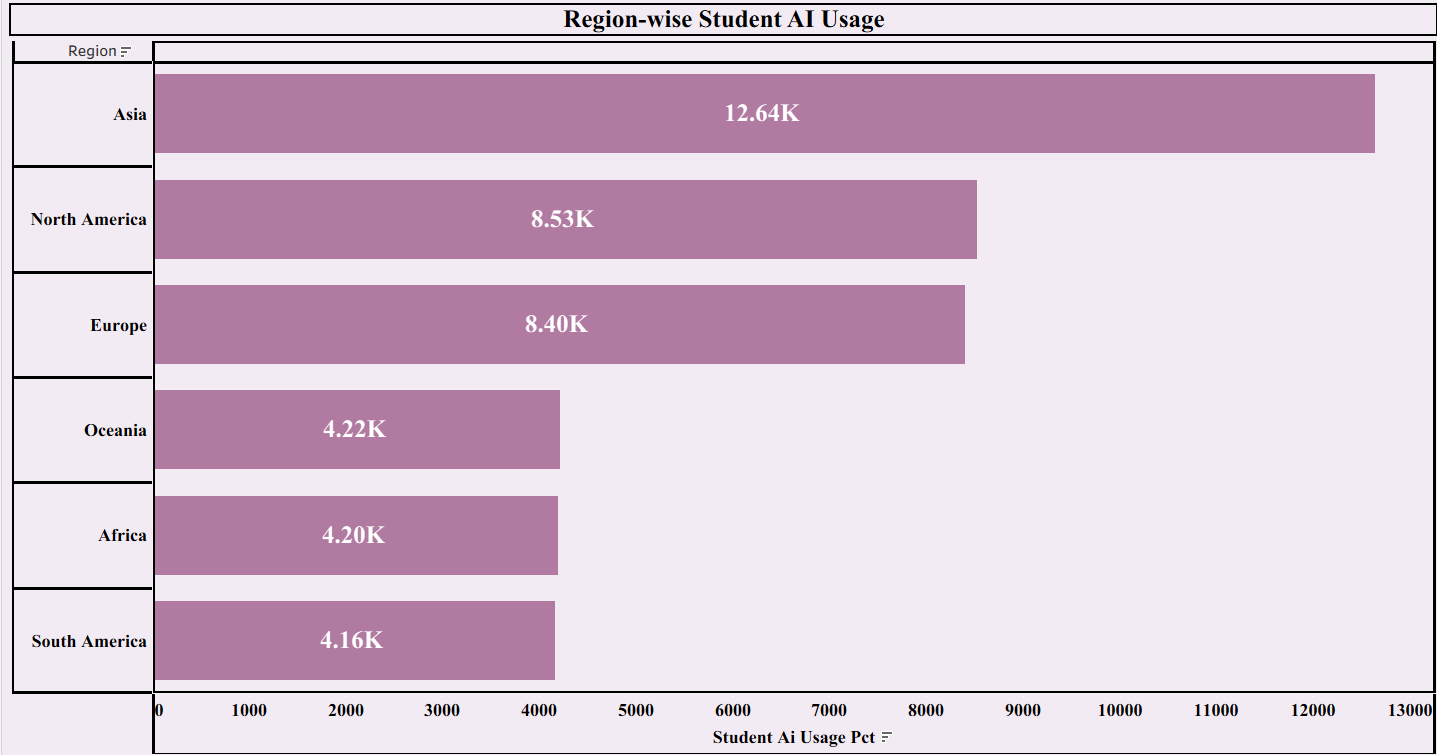 Region-wise Student AI Usage
Region
Asia
12.64K
North America
8.53K
Europe
8.40K
Oceania
4.22K
Africa
4.20K
South America
4.16K
0 1000 2000 3000 4000 5000 6000 7000 8000 9000 10000 11000 12000 13000
Student Ai Usage Pct